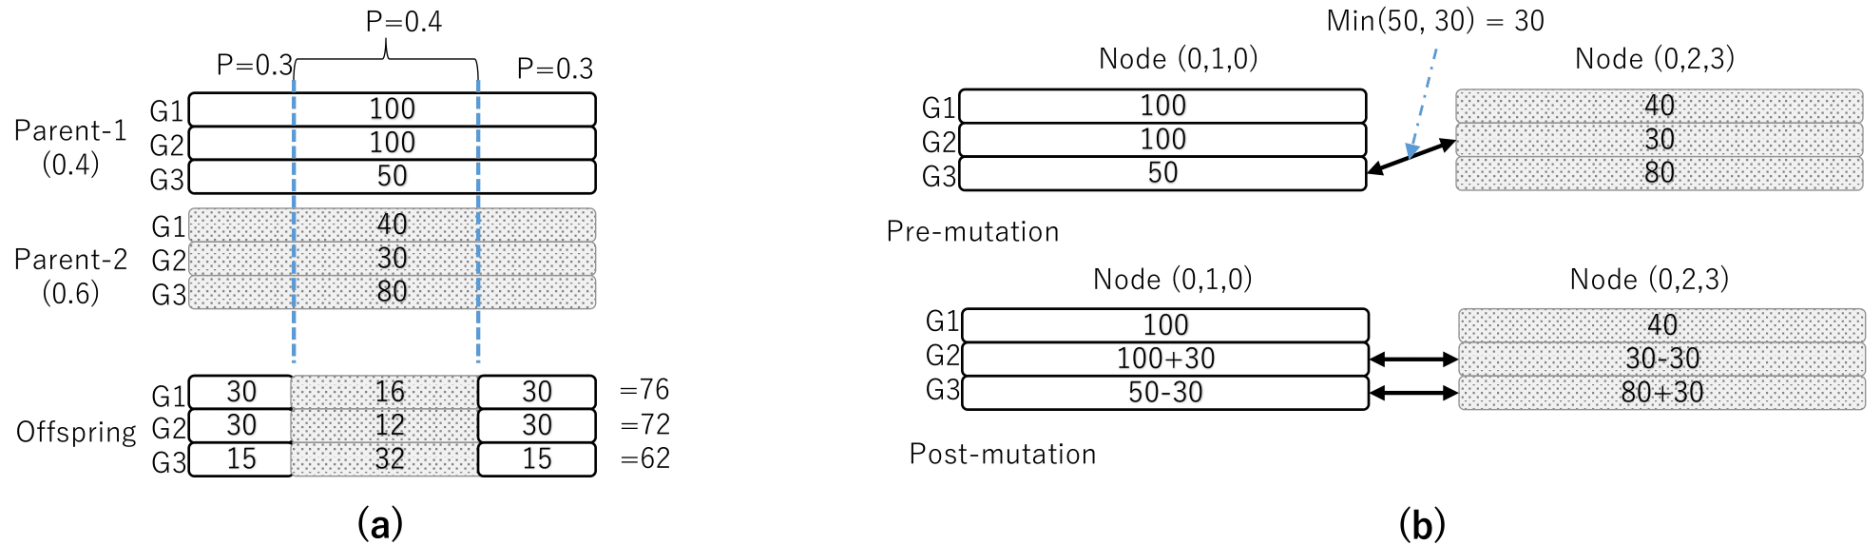 P=0.4
P=0.3
P=0.3
Parent-1
(0.4)
G1 100
G2 100
G3 50
Parent-2
(0.6)
G1 40
G2 30
G3 80
Offspring
G1 30 16 30 =76
G2 30 12 30 =72
G3 15 32 15 =62
(a)
Min(50, 30) = 30
Node (0,1,0)
Node (0,2,3)
G1 100 40
G2 100 30
G3 50 80
Pre-mutation
Node (0,1,0)
Node (0,2,3)
G1 100 40
G2 100+30 30-30
G3 50-30 80+30
Post-mutation
(b)